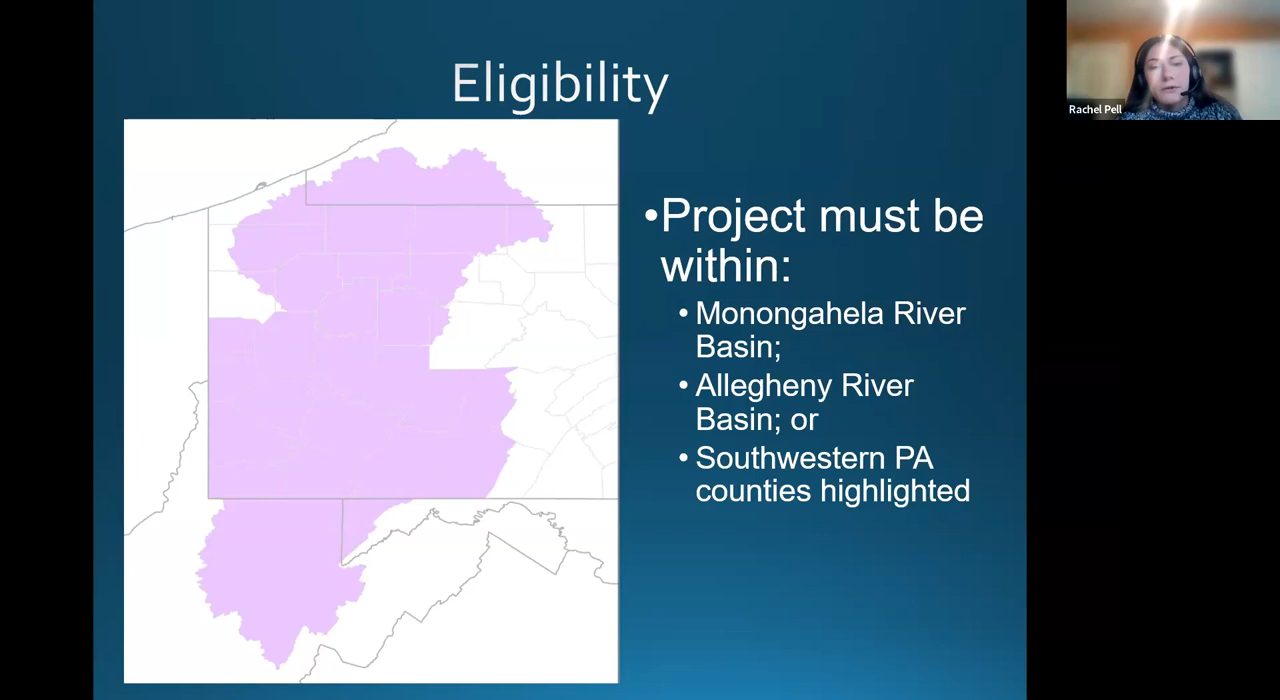 Eligibility
•Project must be
within:
• Monongahela River
Basin;
• Allegheny River
Basin; or
• Southwestern PA
counties highlighted
Rachel Pell